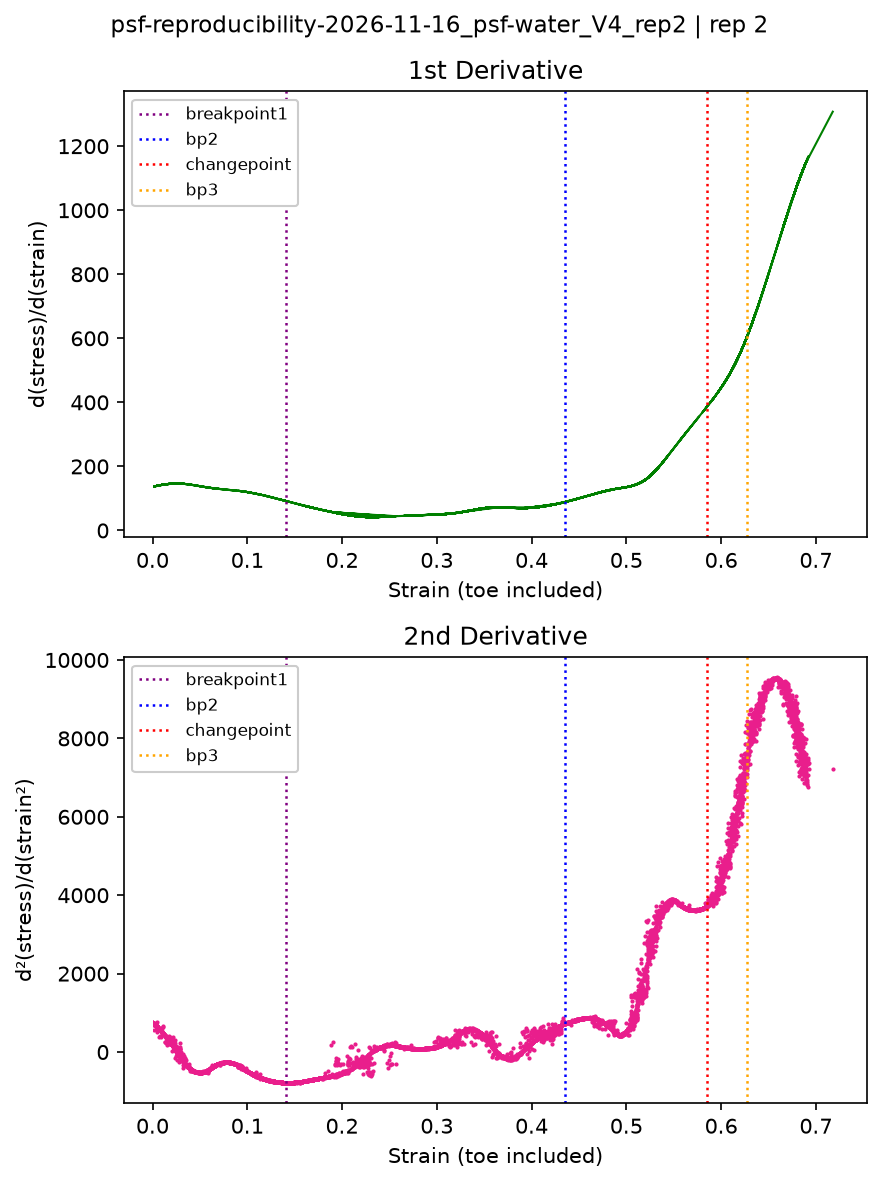 psf-reproducibility-2026-11-16_psf-water_V4_rep2 | rep 2
1st Derivative
breakpoint1
bp2
changepoint
bp3
d(stress)/d(strain)
1200
1000
800
600
400
200
0
0.0 0.1 0.2 0.3 0.4 0.5 0.6 0.7
Strain (toe included)
2nd Derivative
breakpoint1
bp2
changepoint
bp3
d²(stress)/d(strain²)
10000
8000
6000
4000
2000
0
0.0 0.1 0.2 0.3 0.4 0.5 0.6 0.7
Strain (toe included)